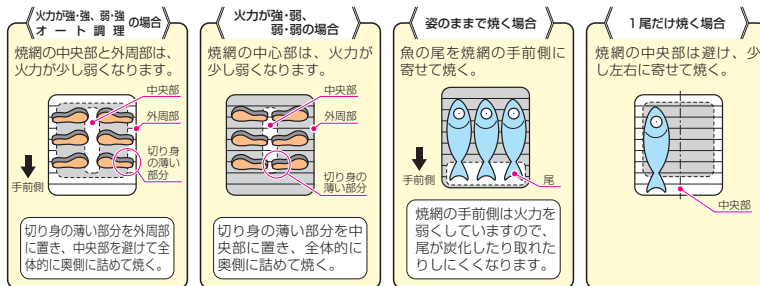 火力が強・強、弱・強
オート調理 の場合
焼網の中央部と外周部は、
火力が少し弱くなります。
中央部
外周部
切り身
の薄い
部分
手前側
切り身の薄い部分を外周部
に置き、中央部を避けて全
体的に奥側に詰めて焼く。
火力が強・弱、
弱・弱の場合
焼網の中心部は、火力が
少し弱くなります。
中央部
外周部
切り身の
薄い部分
切り身の薄い部分を中
央部に置き、全体的に
奥側に詰めて焼く。
姿のままで焼く場合
魚の尾を焼網の手前側に
寄せて焼く。
手前側
尾
焼網の手前側は火力を
弱くしていますので、
尾が炭化したり取れた
りしにくくなります。
1尾だけ焼く場合
焼網の中央部は避け、少
し左右に寄せて焼く。
中央部